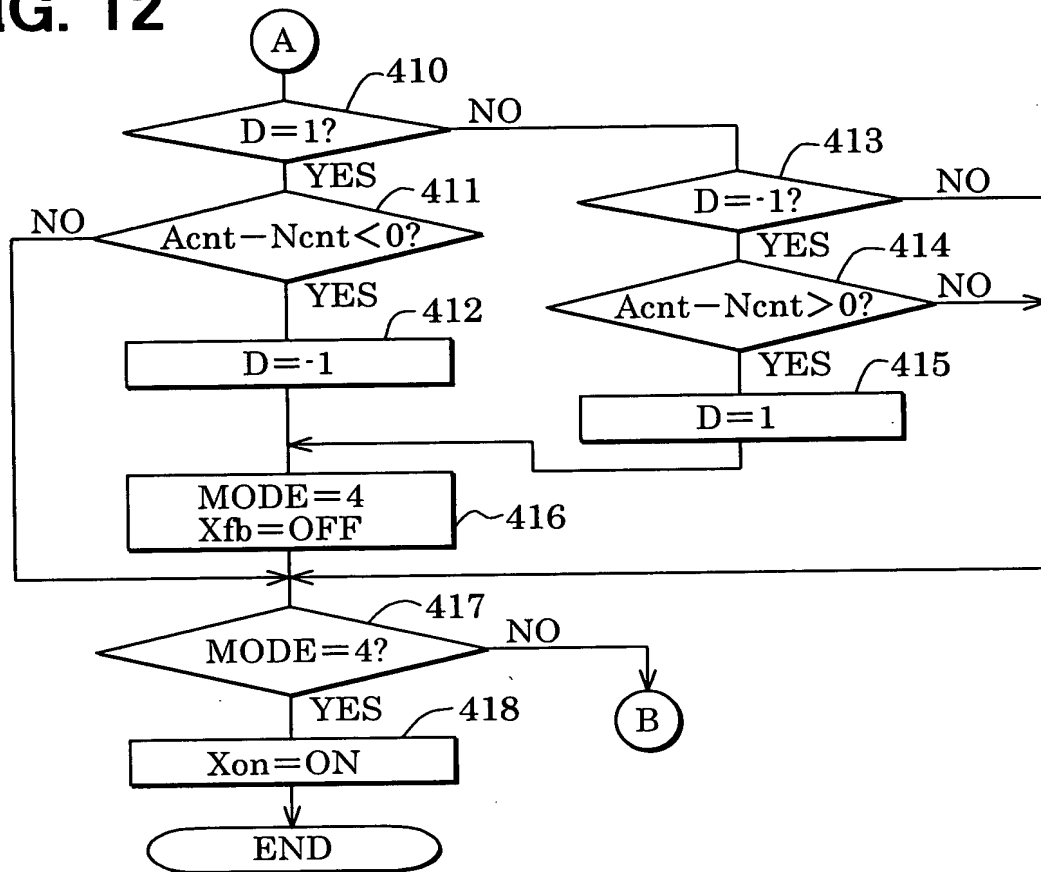 FIG. 12
A
410
D=1?
NO
YES
413
D=-1?
NO
YES
411
Acnt−Ncnt<0?
NO
YES
414
Acnt−Ncnt>0?
NO
YES
412
D=-1
415
D=1
MODE=4
Xfb=OFF
416
417
MODE=4?
NO
YES
B
418
Xon=ON
END